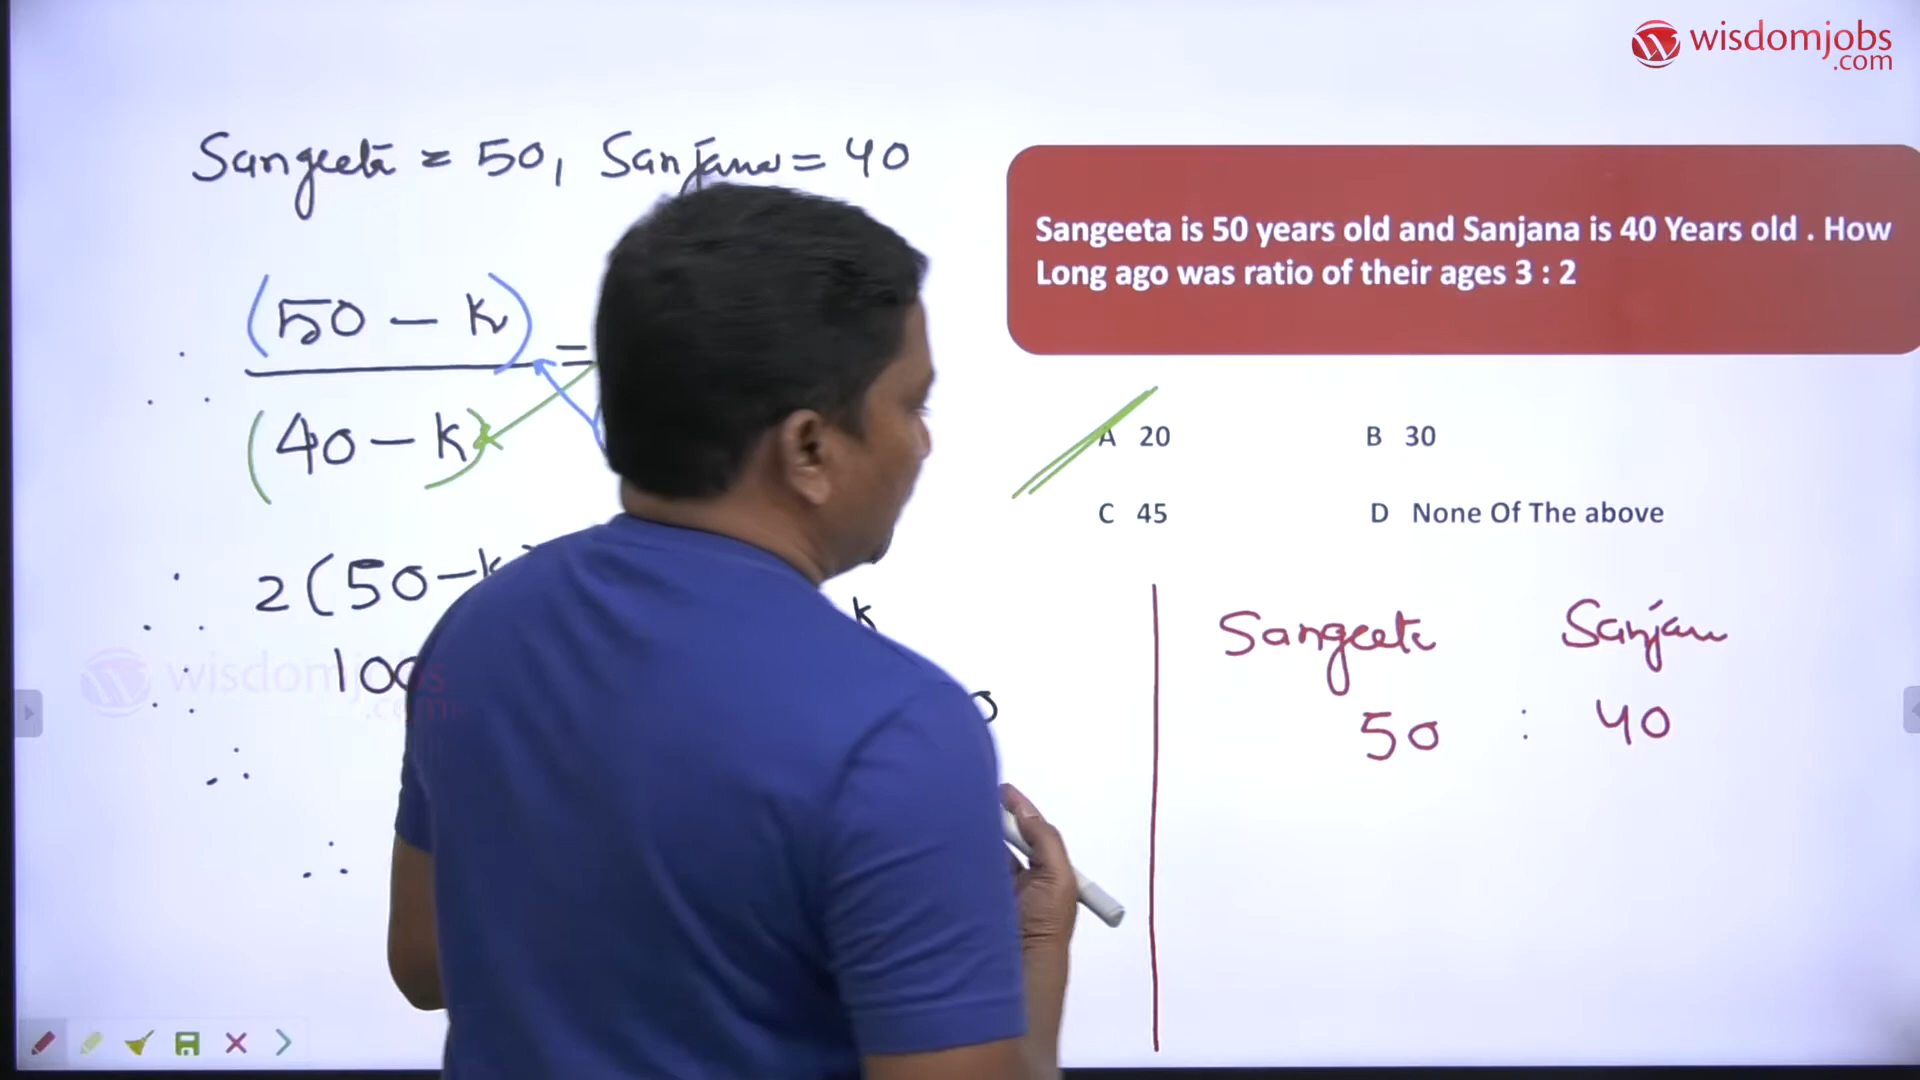 wisdomjobs
.com
Sangeeta = 50, Sanjana = 40
Sangeeta is 50 years old and Sanjana is 40 Years old . How
Long ago was ratio of their ages 3 : 2
(50 - k) =
(40 - k)
A 20
B 30
C 45
D None Of The above
∴ 2(50-k
k
∴ 100
wisdomjobs
.com
Sangeeta
50 : 40